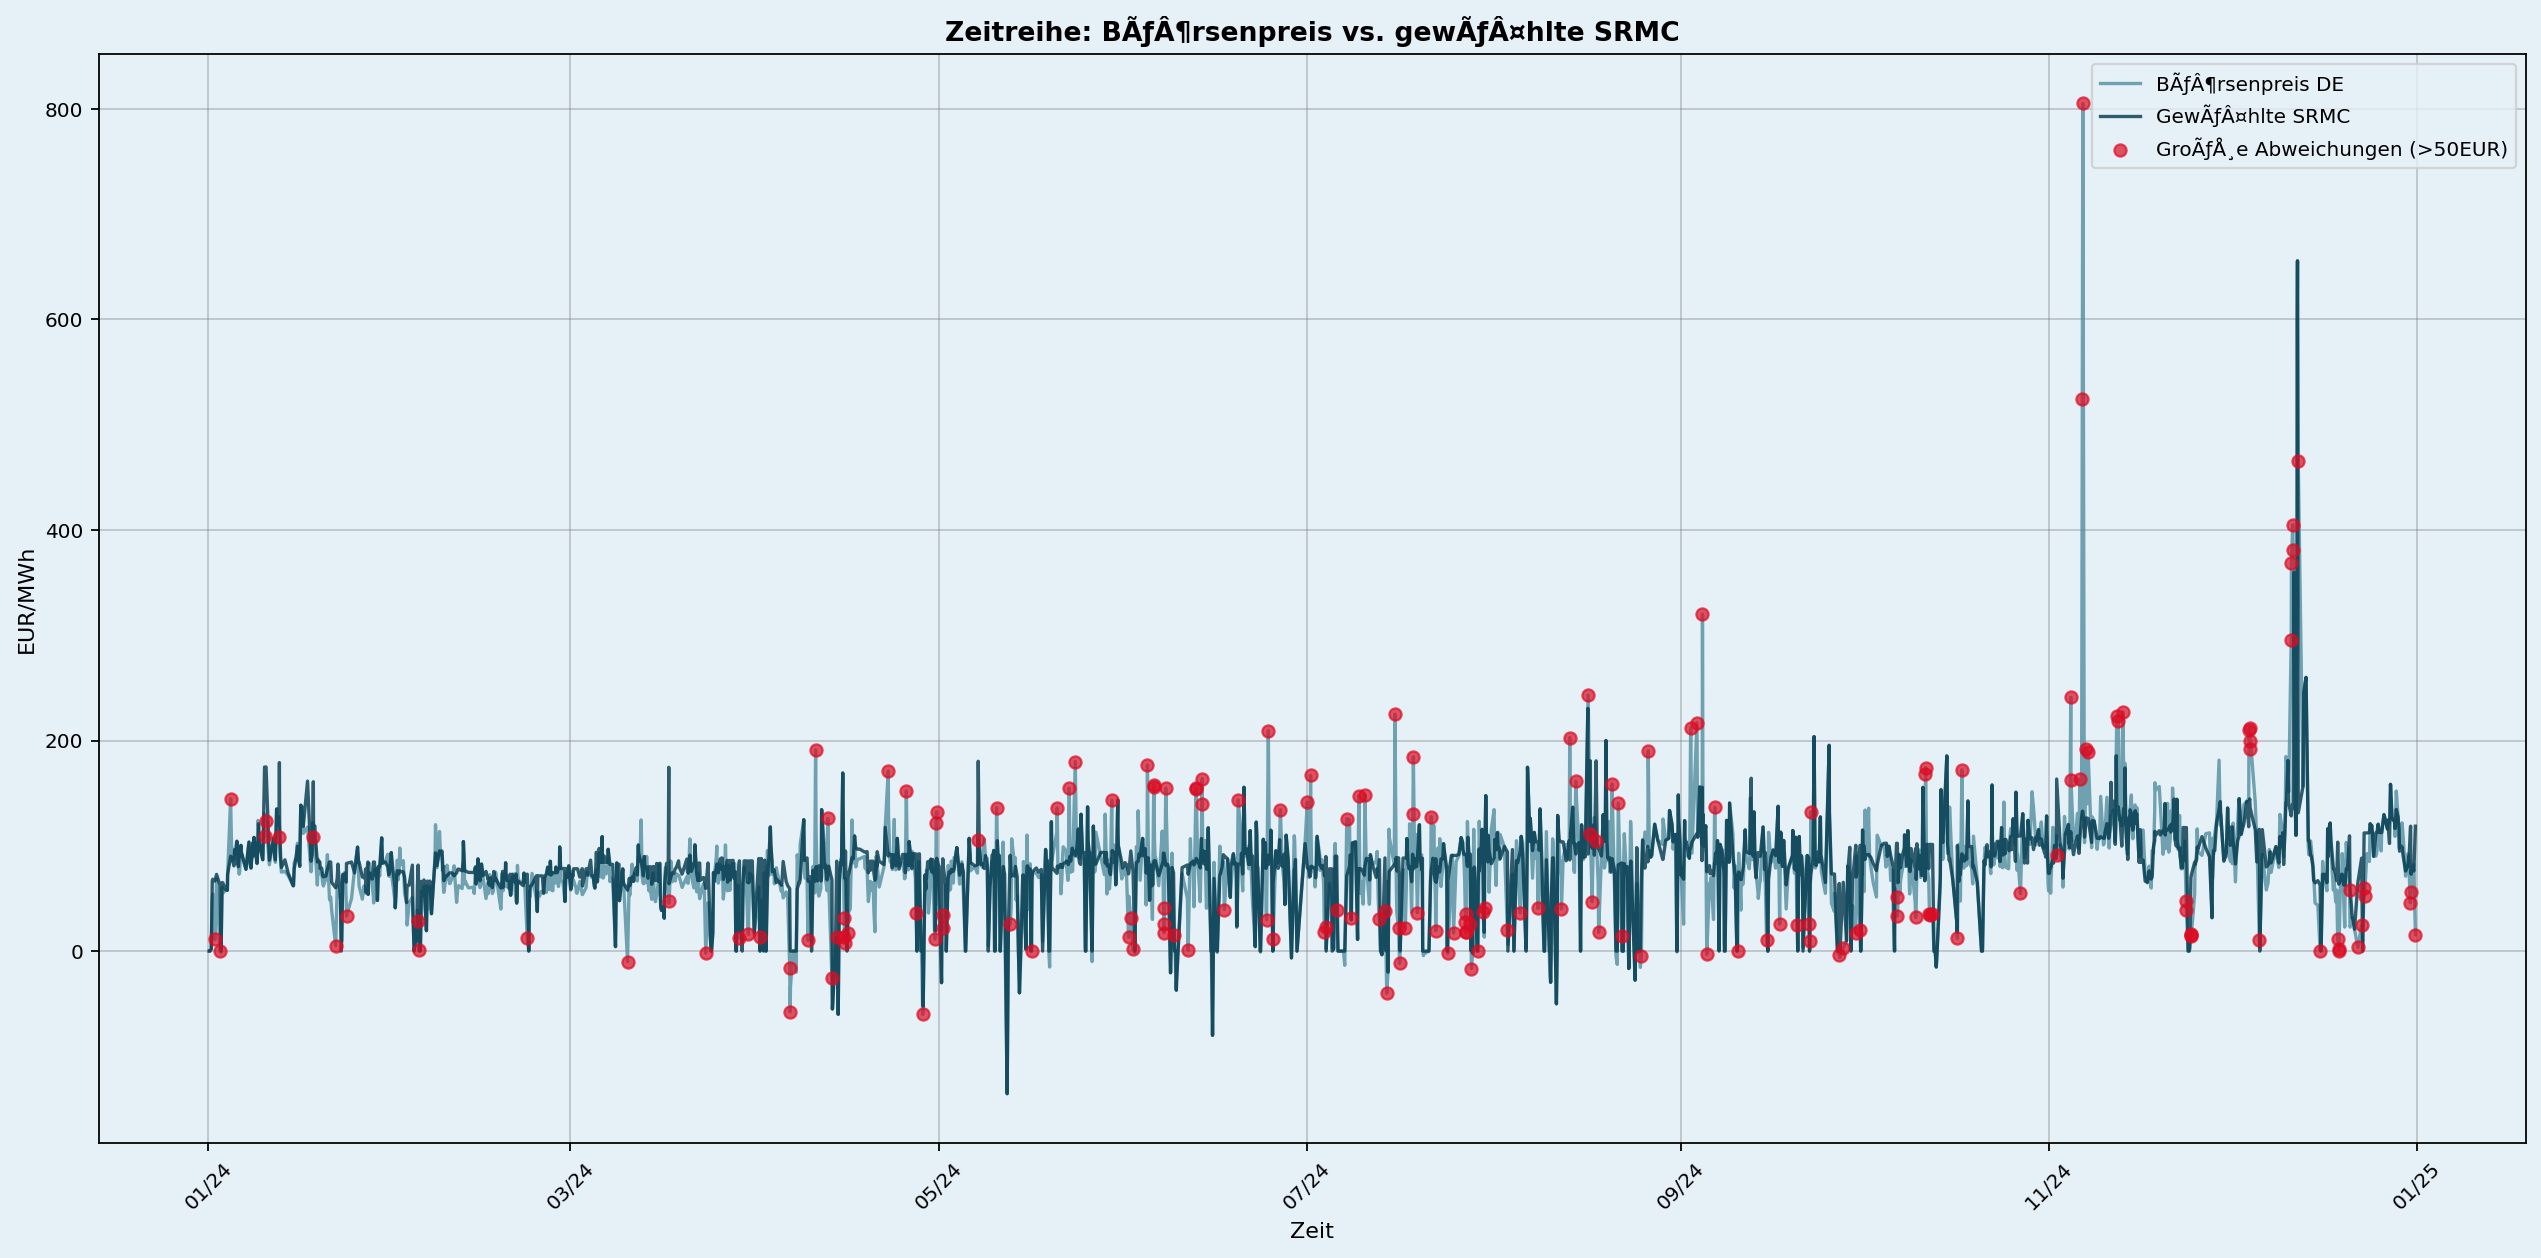 Zeitreihe: BÃƒÂ¶rsenpreis vs. gewÃƒÂ¤hlte SRMC
BÃƒÂ¶rsenpreis DE
GewÃƒÂ¤hlte SRMC
GroÃƒÅ¸e Abweichungen (>50EUR)
800
600
400
200
0
EUR/MWh
01/24
03/24
05/24
07/24
09/24
11/24
01/25
Zeit